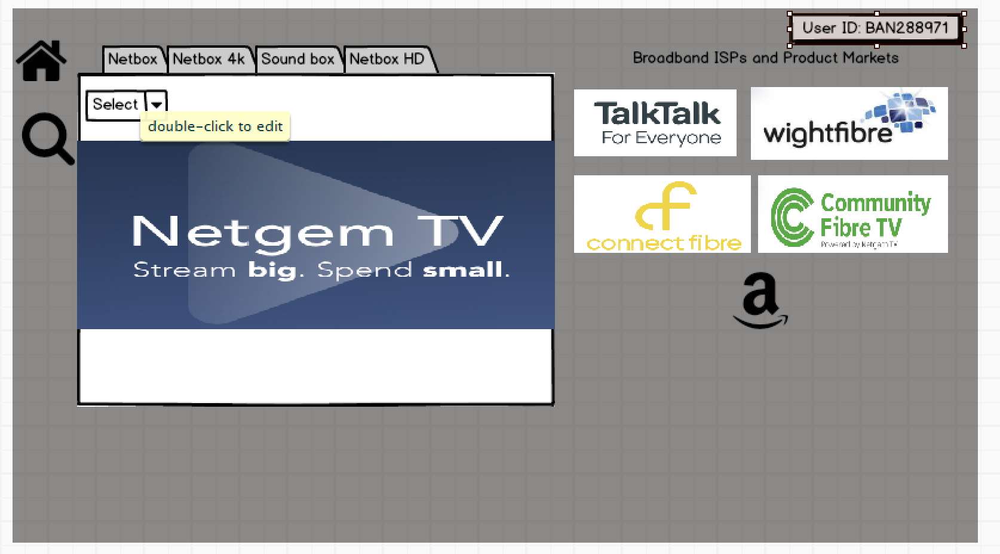 User ID: BAN288971
Netbox
Netbox 4k
Sound box
Netbox HD
Broadband ISPs and Product Markets
Select
double-click to edit
TalkTalk
For Everyone
wightfibre
Netgem TV
Stream big. Spend small.
connect fibre
Community
Fibre TV
Powered by Netgem TV
a